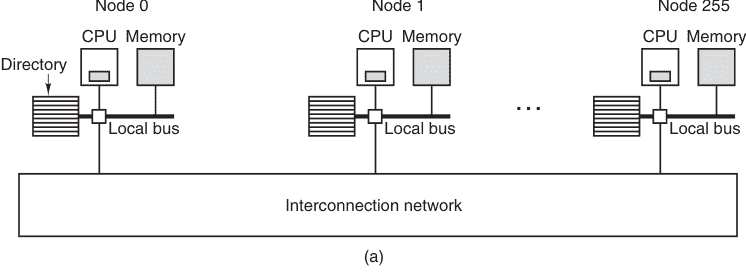 Node 0 Node 1 Node 255
CPU Memory CPU Memory CPU Memory
Directory
...
Local bus Local bus Local bus
Interconnection network
(a)